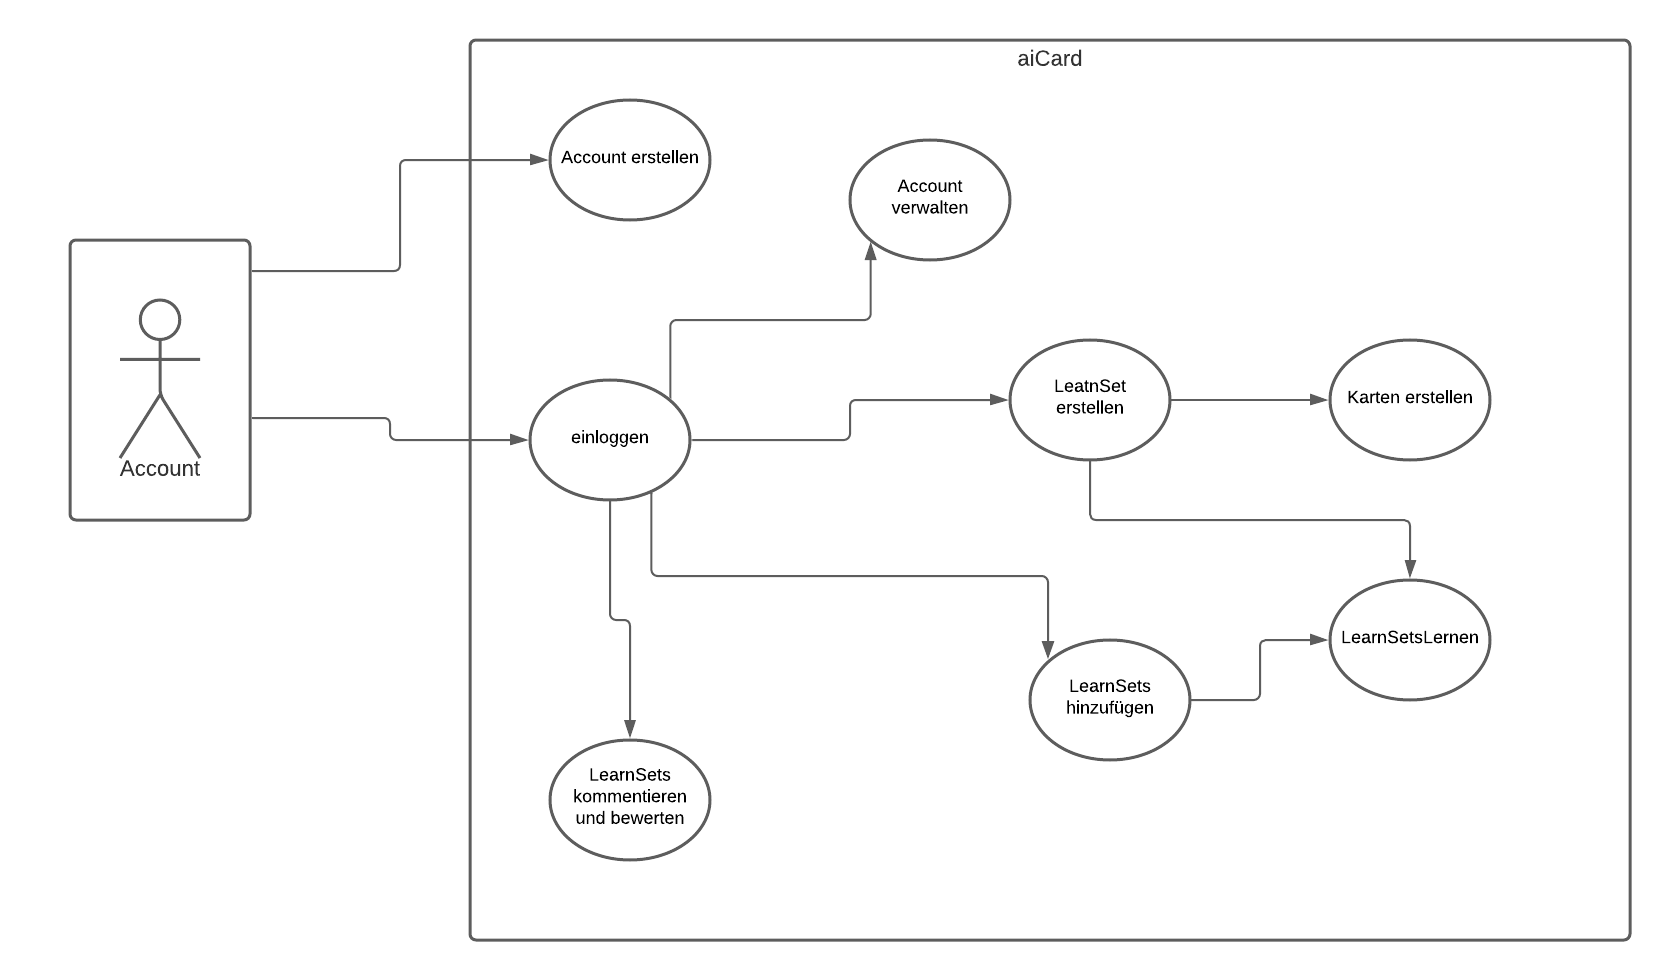 aiCard
Account erstellen
Account
verwalten
Account
einloggen
LeatnSet
erstellen
Karten erstellen
LearnSets
hinzufügen
LearnSetsLernen
LearnSets
kommentieren
und bewerten